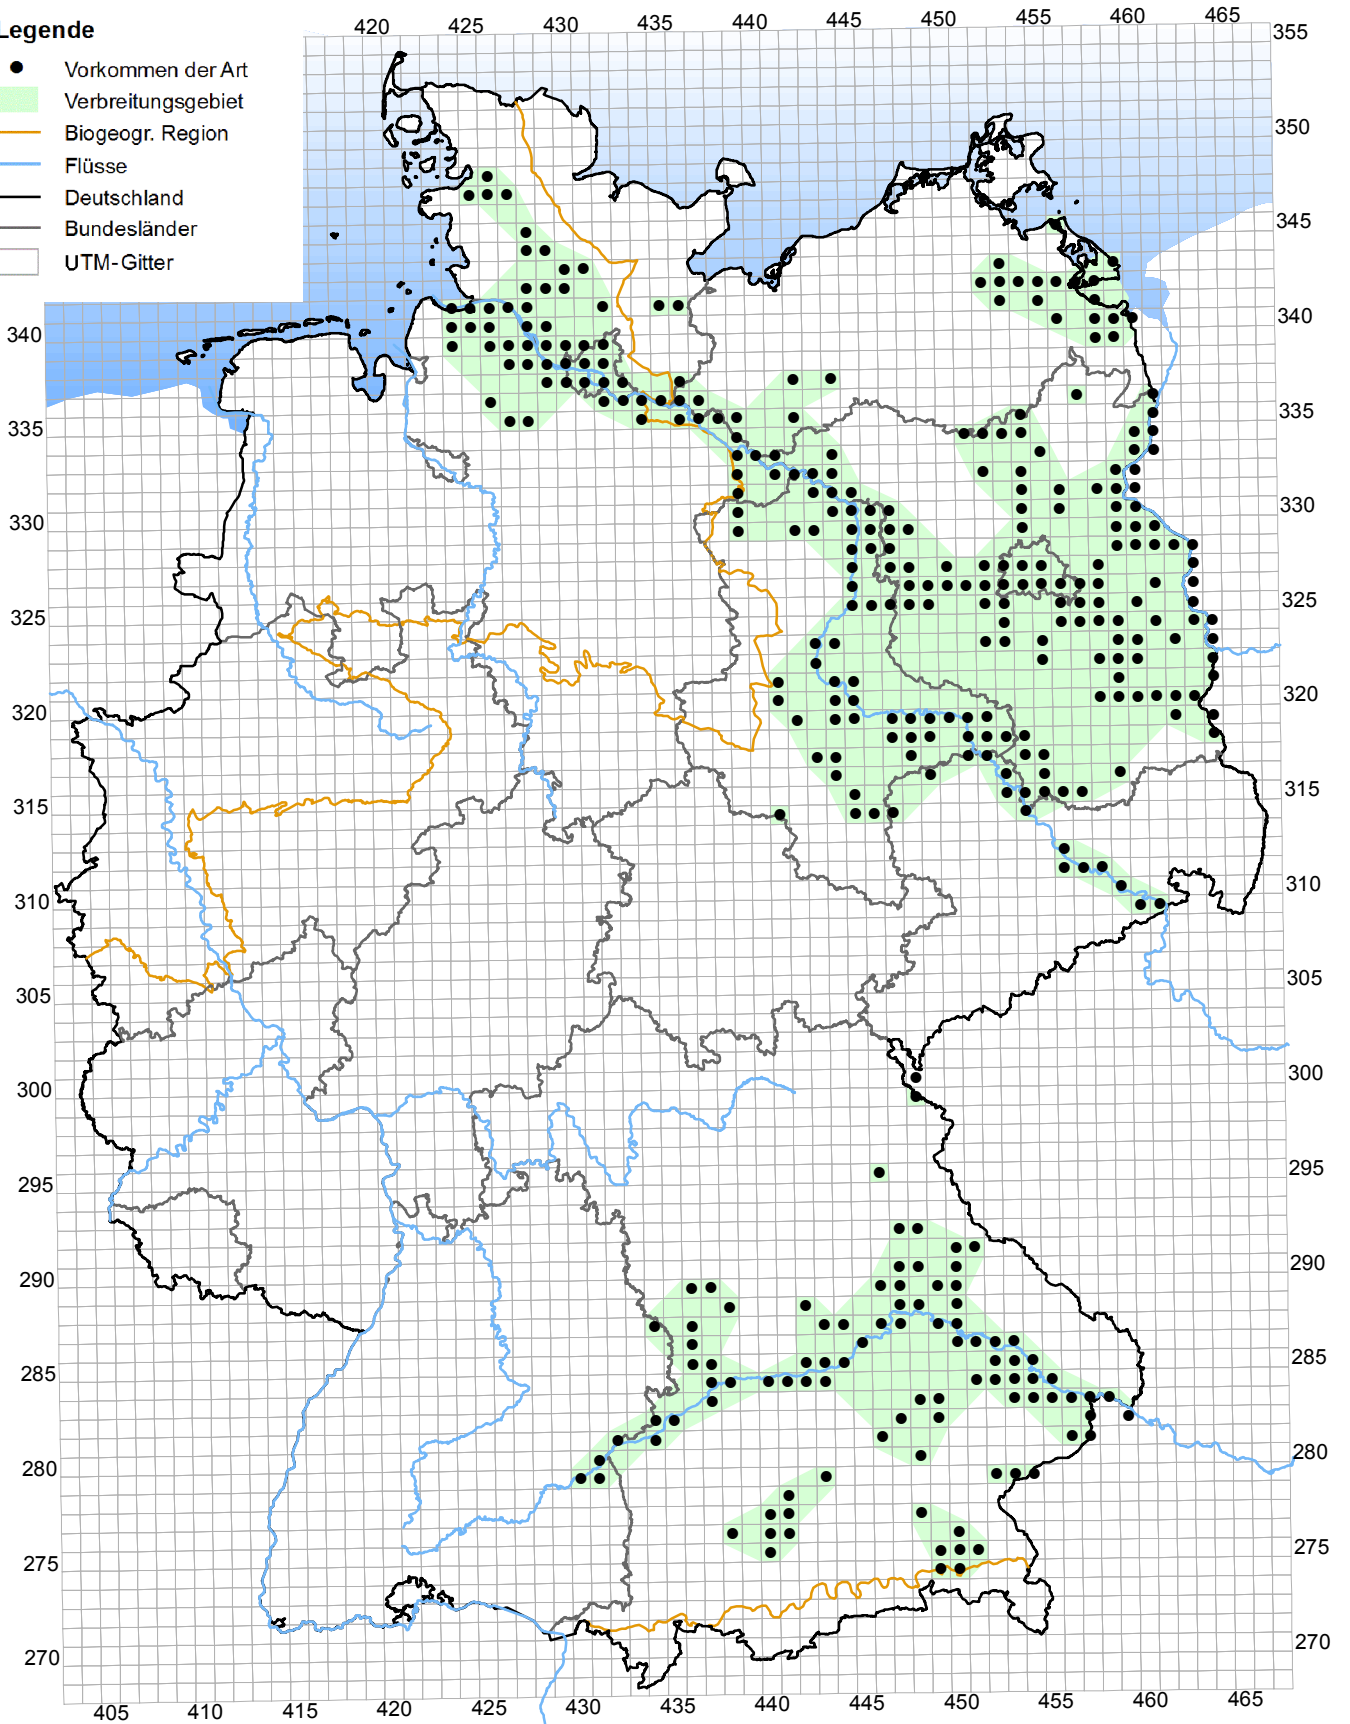 Legende
Vorkommen der Art
Verbreitungsgebiet
Biogeogr. Region
Flüsse
Deutschland
Bundesländer
UTM-Gitter
420 425 430 435 440 445 450 455 460 465
355
350
345
340 340
335 335
330 330
325 325
320 320
315 315
310 310
305 305
300 300
295 295
290 290
285 285
280 280
275 275
270 270
405 410 415 420 425 430 435 440 445 450 455 460 465